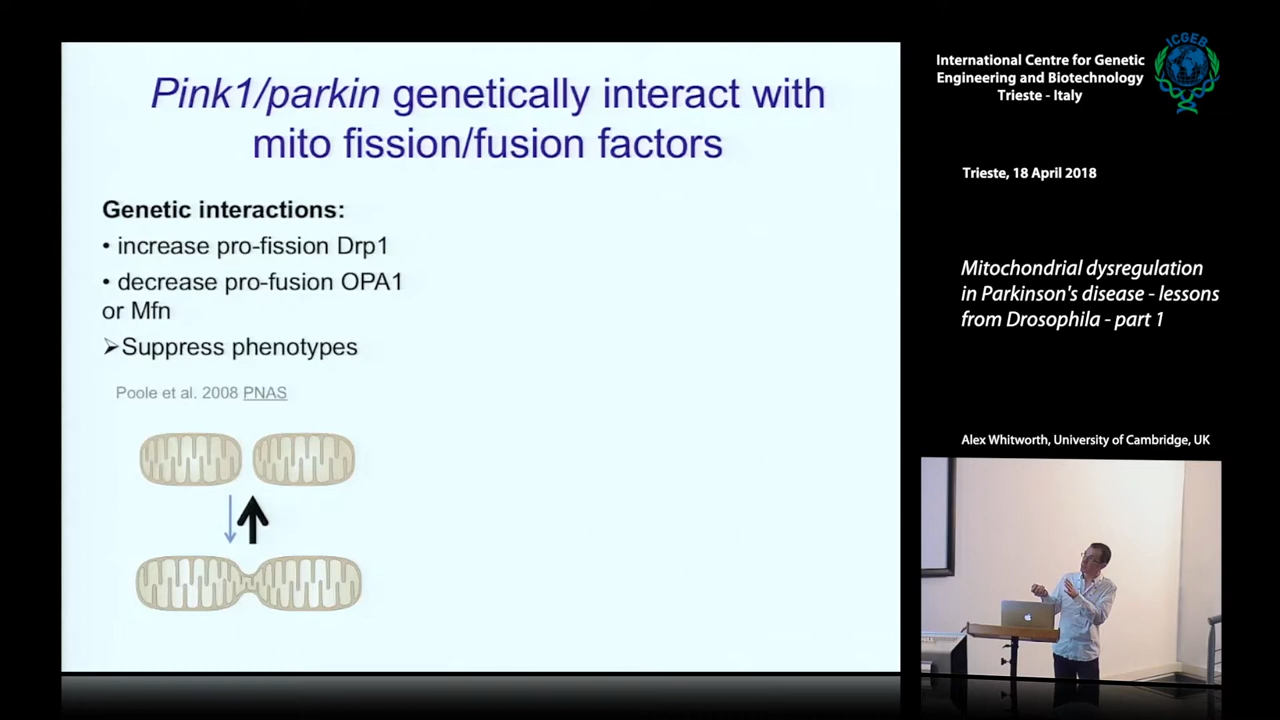 Pink1/parkin genetically interact with
mito fission/fusion factors
Genetic interactions:
• increase pro-fission Drp1
• decrease pro-fusion OPA1
or Mfn
➢Suppress phenotypes
Poole et al. 2008 PNAS
International Centre for Genetic
Engineering and Biotechnology
Trieste - Italy
ICGEB
Trieste, 18 April 2018
Mitochondrial dysregulation
in Parkinson's disease - lessons
from Drosophila - part 1
Alex Whitworth, University of Cambridge, UK